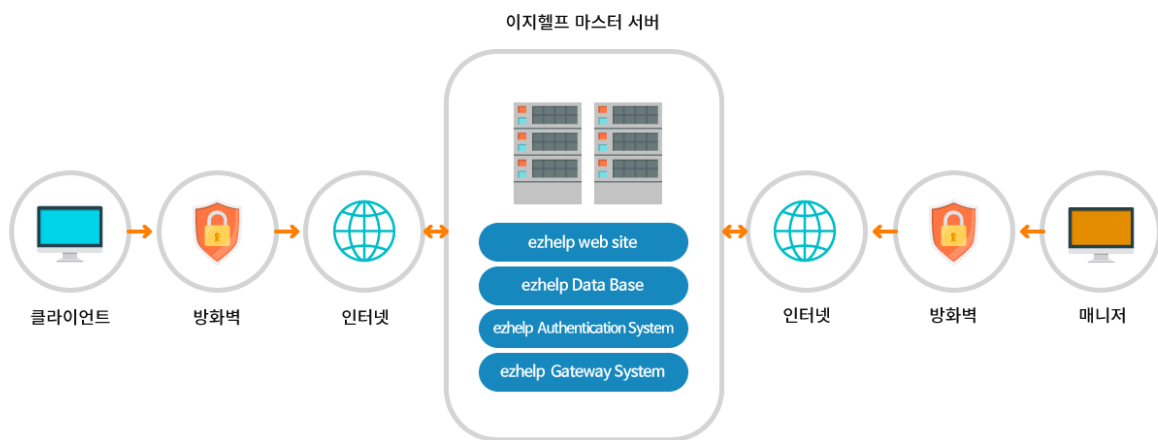 이지헬프 마스터 서버
ezhelp web site
ezhelp Data Base
ezhelp Authentication System
ezhelp Gateway System
클라이언트
방화벽
인터넷
인터넷
방화벽
매니저